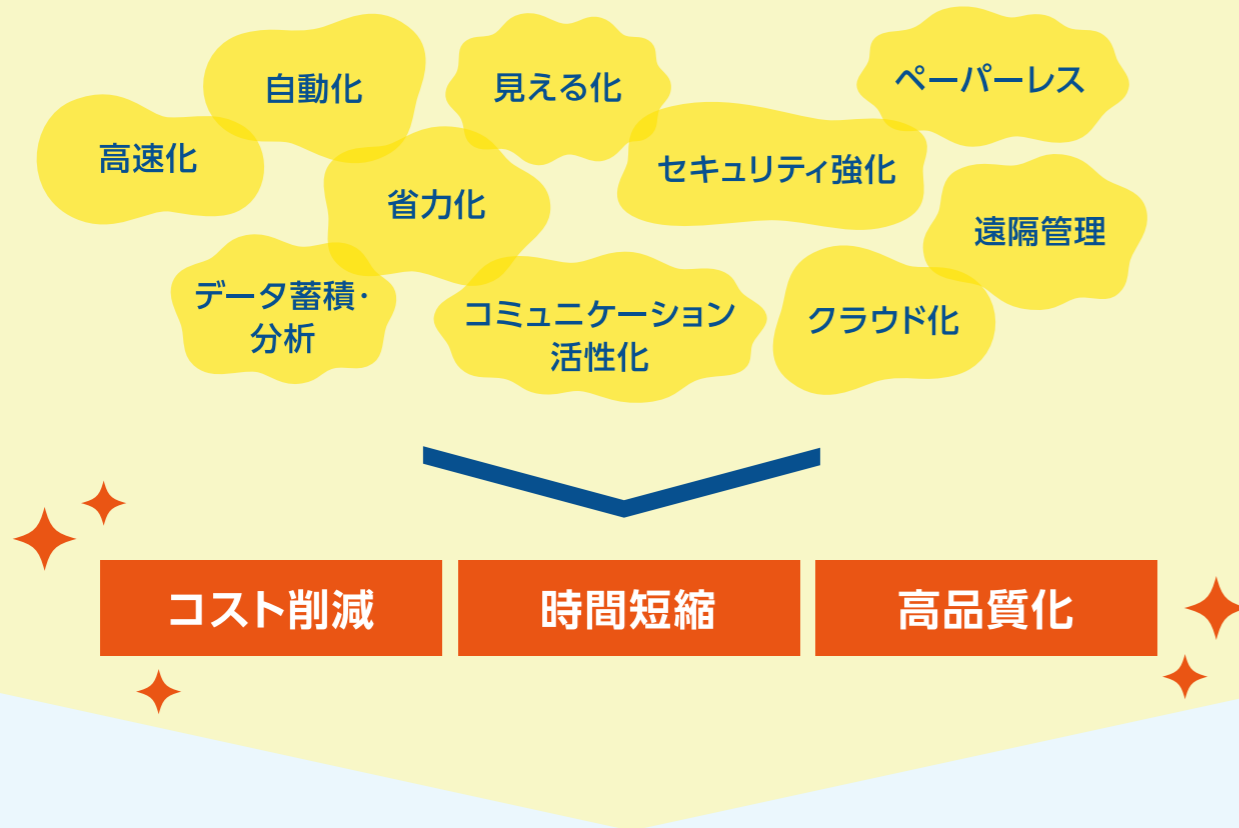 自動化
見える化
ペーパーレス
高速化
セキュリティ強化
省力化
遠隔管理
データ蓄積・
分析
コミュニケーション
活性化
クラウド化
コスト削減
時間短縮
高品質化